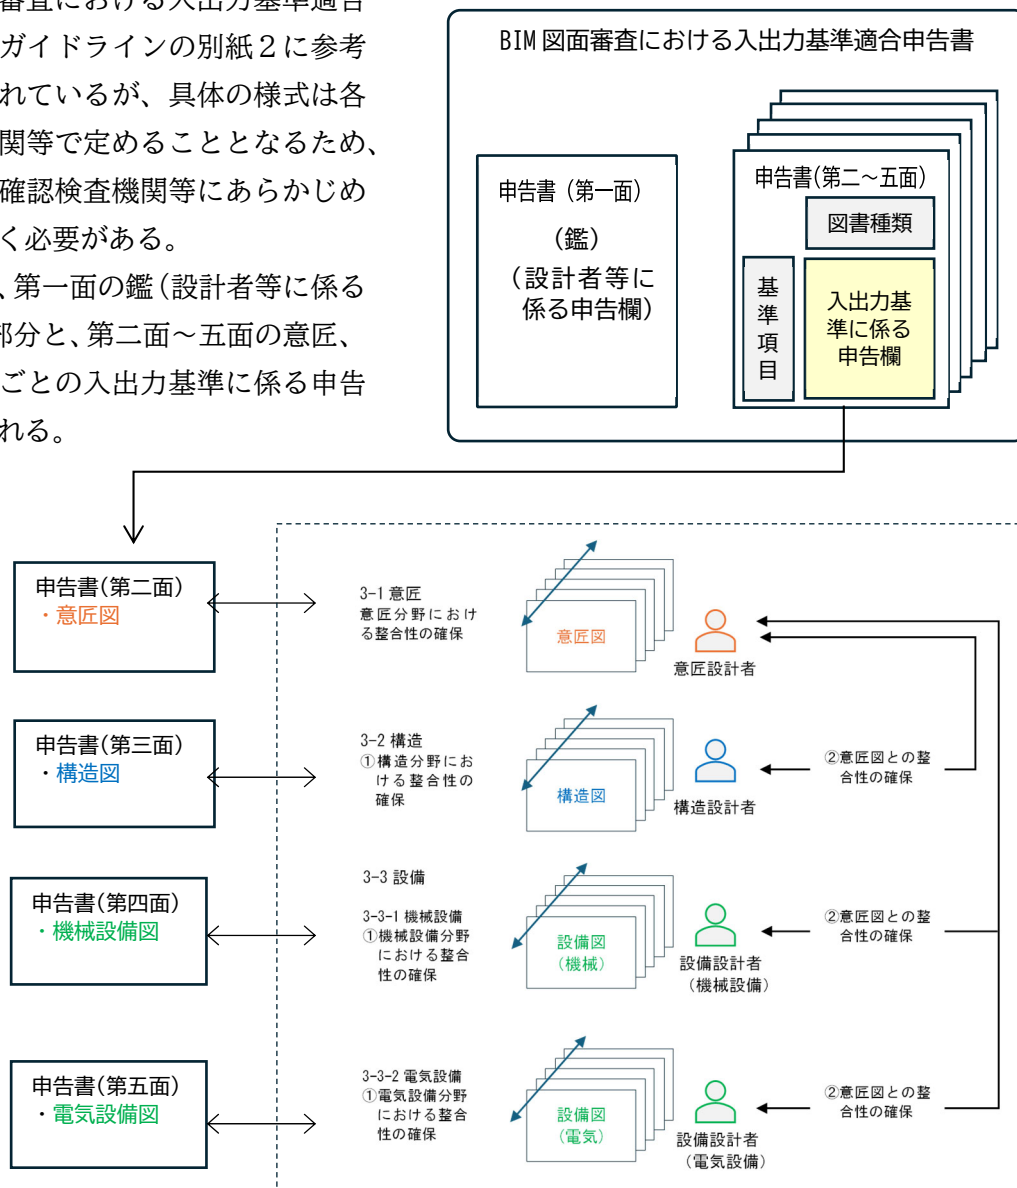 審査における入出力基準適合
ガイドラインの別紙２に参考
れているが、具体の様式は各
関等で定めることとなるため、
確認検査機関等にあらかじめ
く必要がある。
、第一面の鑑（設計者等に係る
部分と、第二面～五面の意匠、
ごとの入出力基準に係る申告
れる。
BIM 図面審査における入出力基準適合申告書
申告書（第一面）
（鑑）
（設計者等に
係る申告欄）
申告書(第二～五面)
図書種類
基準項目
入出力基
準に係る
申告欄
申告書(第二面)
・意匠図
3-1 意匠
意匠分野におけ
る整合性の確保
意匠図
意匠設計者
申告書(第三面)
・構造図
3-2 構造
①構造分野にお
ける整合性の
確保
構造図
構造設計者
②意匠図との整
合性の確保
申告書(第四面)
・機械設備図
3-3 設備
3-3-1 機械設備
①機械設備分野
における整合
性の確保
設備図
（機械）
設備設計者
（機械設備）
②意匠図との整
合性の確保
申告書(第五面)
・電気設備図
3-3-2 電気設備
①電気設備分野
における整合
性の確保
設備図
（電気）
設備設計者
（電気設備）
②意匠図との整
合性の確保